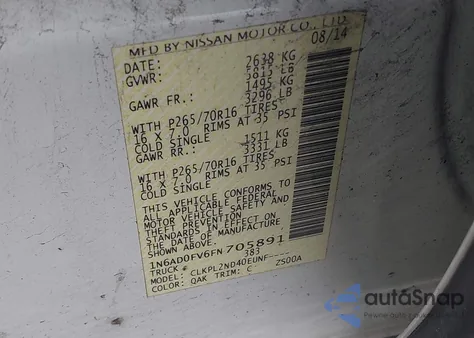 MFD BY NISSAN MOTOR CO., LTD.
DATE: 08/14
GVWR: 2638 KG
5815 LB
GAWR FR.: 1495 KG
3296 LB
WITH P265/70R16 TIRES
16 X 7.0 RIMS AT 35 PSI
COLD SINGLE
GAWR RR.: 1511 KG
3331 LB
WITH P265/70R16 TIRES
16 X 7.0 RIMS AT 35 PSI
COLD SINGLE
THIS VEHICLE CONFORMS TO
ALL APPLICABLE FEDERAL
MOTOR VEHICLE SAFETY AND
THEFT PREVENTION
STANDARDS IN EFFECT ON
THE DATE OF MANUFACTURE
SHOWN ABOVE.
1N6AD0FV6FN705891
TRUCK 383
MODEL: CLKPLZND40EUNF---- ZS00A
COLOR: QAK TRIM: C
autoSnap